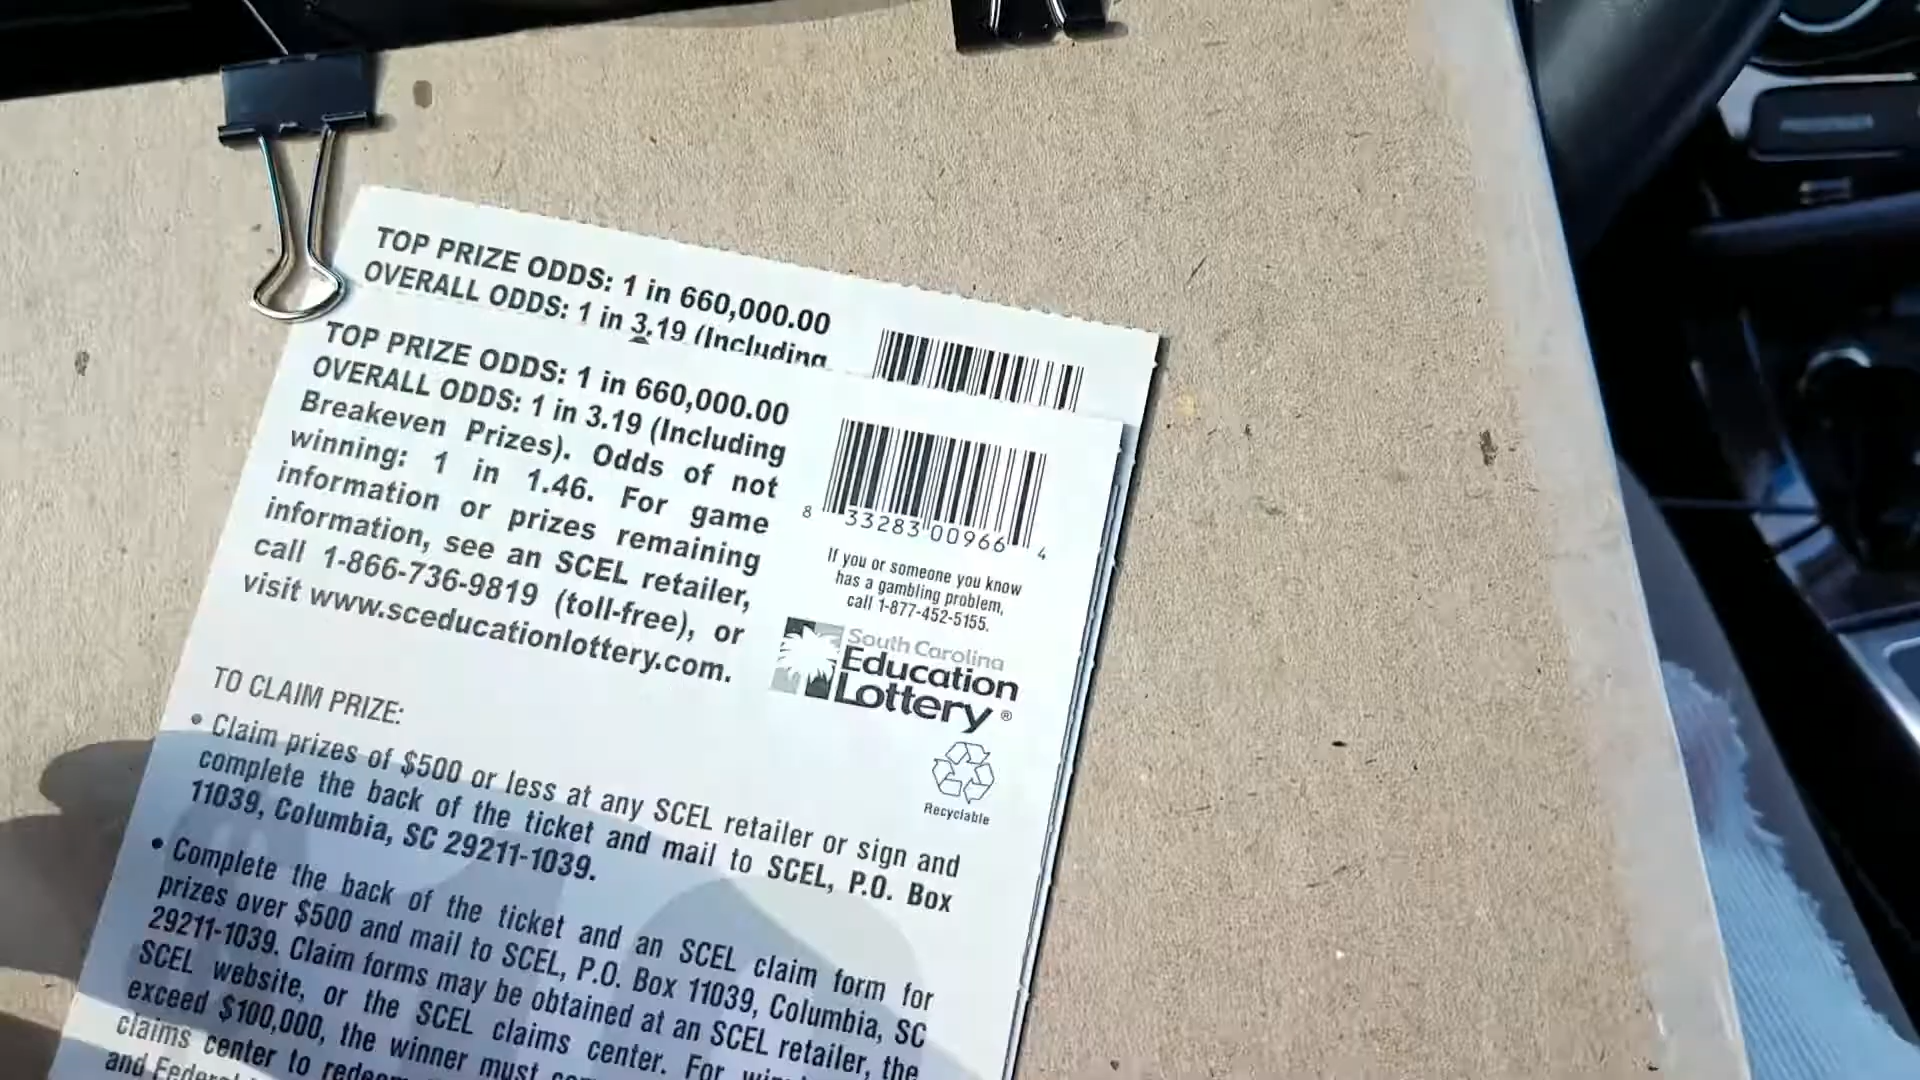 TOP PRIZE ODDS: 1 in 660,000.00
OVERALL ODDS: 1 in 3.19 (Including
TOP PRIZE ODDS: 1 in 660,000.00
OVERALL ODDS: 1 in 3.19 (Including
Breakeven Prizes). Odds of not
winning: 1 in 1.46. For game
information or prizes remaining
information, see an SCEL retailer,
call 1-866-736-9819 (toll-free), or
visit www.sceducationlottery.com.
8 33283 00966 4
If you or someone you know
has a gambling problem,
call 1-877-452-5155.
South Carolina
Education
Lottery®
Recyclable
TO CLAIM PRIZE:
• Claim prizes of $500 or less at any SCEL retailer or sign and
complete the back of the ticket and mail to SCEL, P.O. Box
11039, Columbia, SC 29211-1039.
• Complete the back of the ticket and an SCEL claim form for
prizes over $500 and mail to SCEL, P.O. Box 11039, Columbia, SC
29211-1039. Claim forms may be obtained at an SCEL retailer, the
SCEL website, or the SCEL claims center. For
exceed $100,000, the winner must
claims center to
and